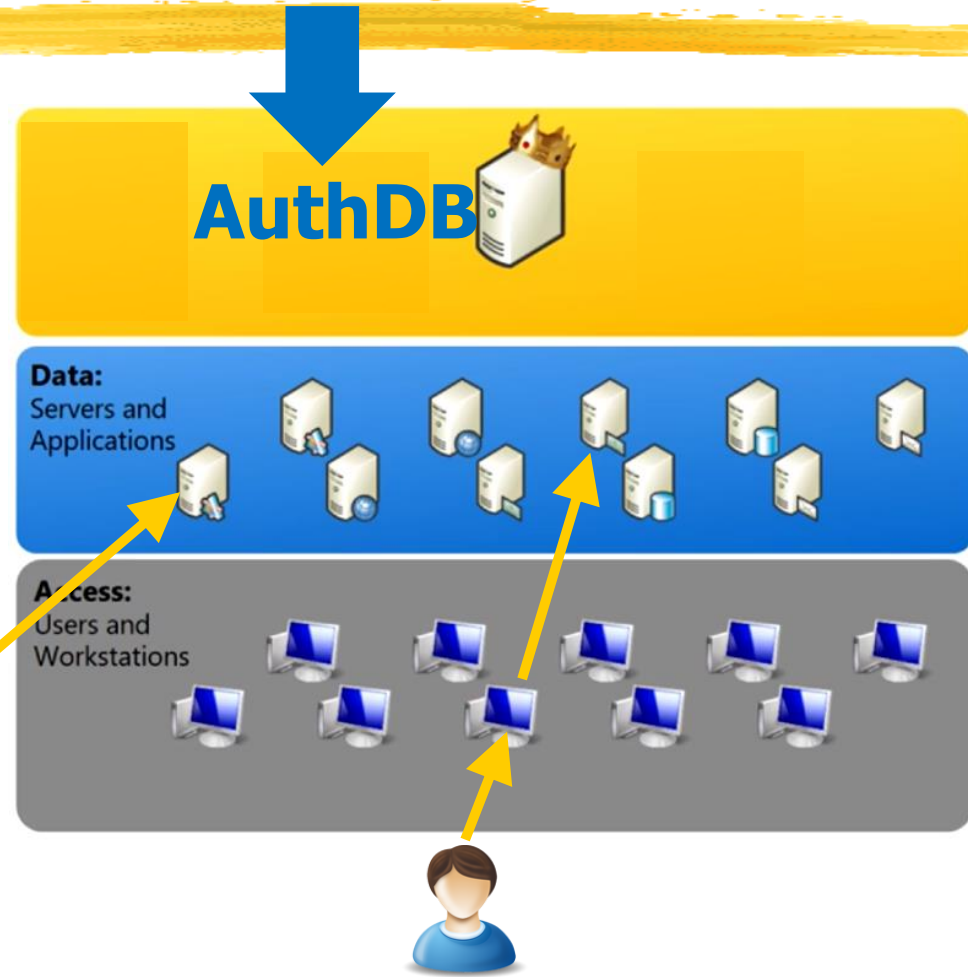 AuthDB
Data:
Servers and
Applications
Access:
Users and
Workstations